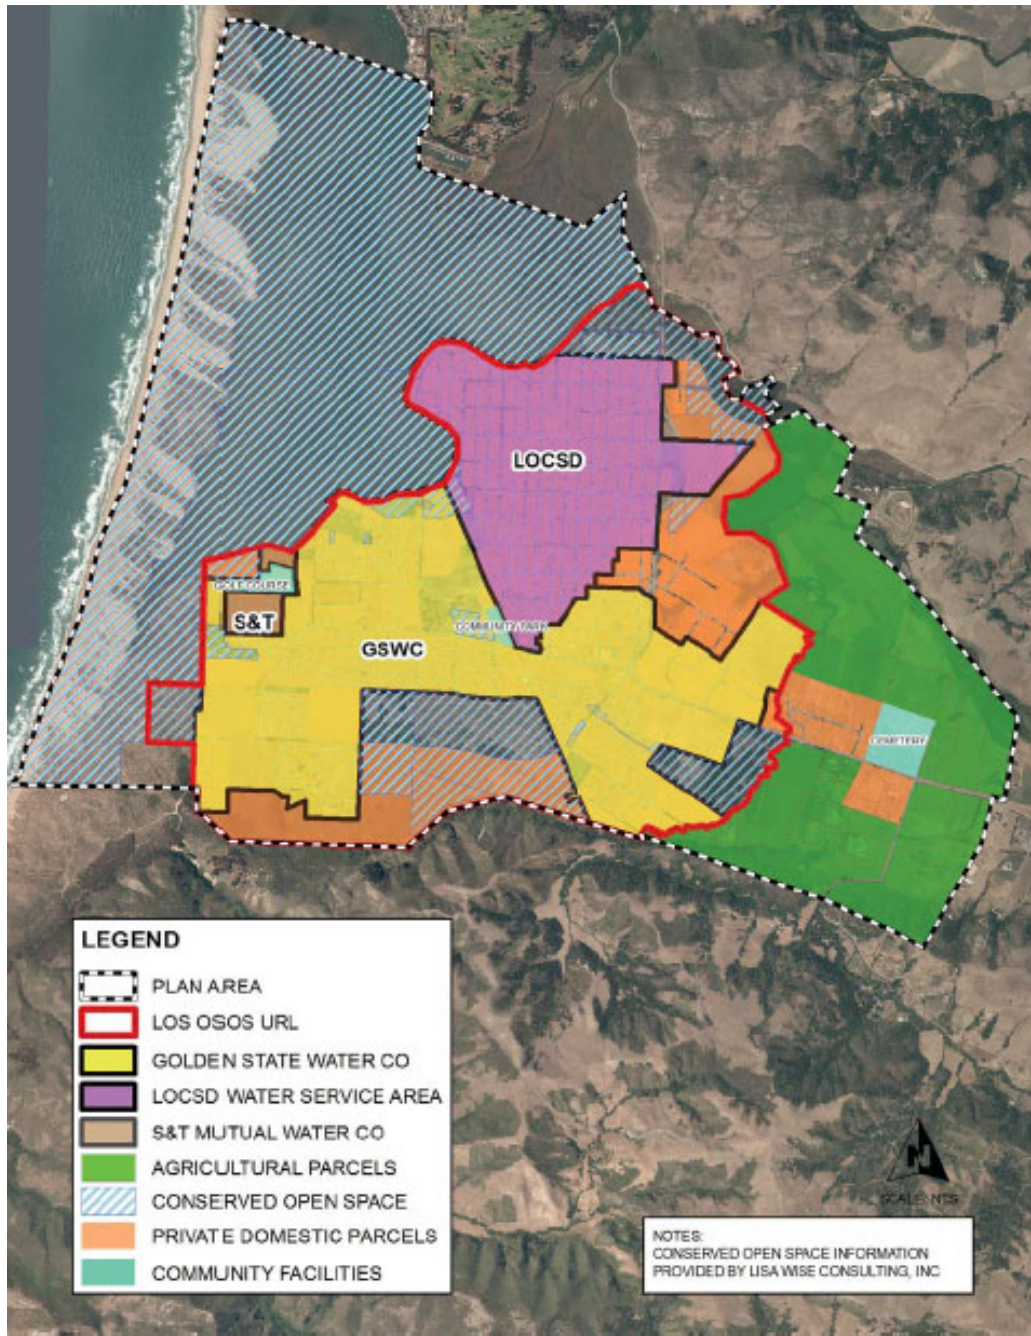 LOCSD
GOLF COURSE
S&T
COMMUNITY PARK
GSWC
CEMETERY
LEGEND
PLAN AREA
LOS OSOS URL
GOLDEN STATE WATER CO
LOCSD WATER SERVICE AREA
S&T MUTUAL WATER CO
AGRICULTURAL PARCELS
CONSERVED OPEN SPACE
PRIVATE DOMESTIC PARCELS
COMMUNITY FACILITIES
N
SCALE: NTS
NOTES:
CONSERVED OPEN SPACE INFORMATION
PROVIDED BY LISA WISE CONSULTING, INC